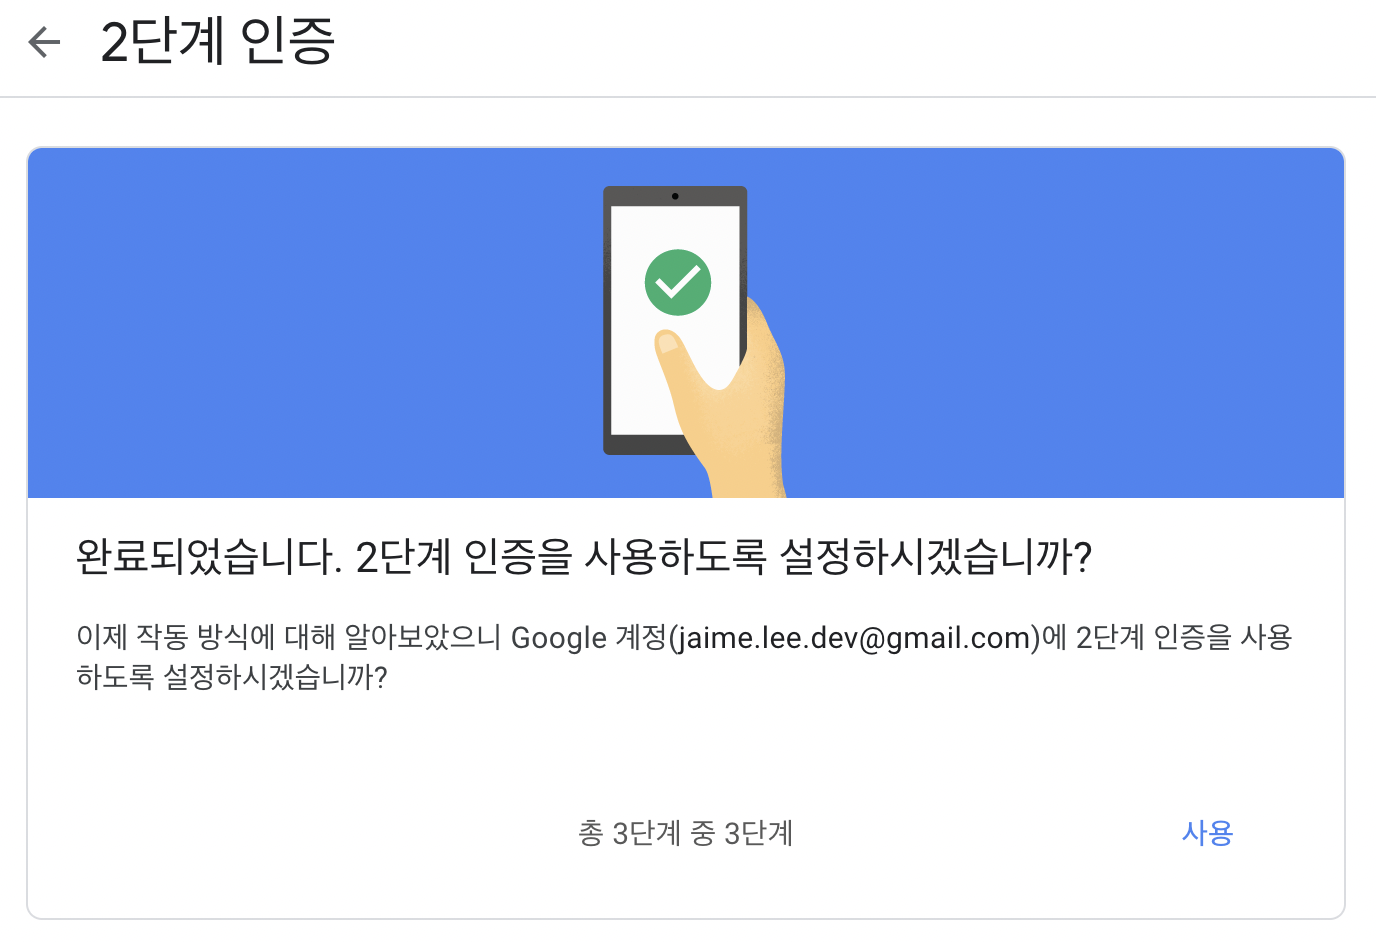 2단계 인증
완료되었습니다. 2단계 인증을 사용하도록 설정하시겠습니까?
이제 작동 방식에 대해 알아보았으니 Google 계정(jaime.lee.dev@gmail.com)에 2단계 인증을 사용
하도록 설정하시겠습니까?
총 3단계 중 3단계
사용